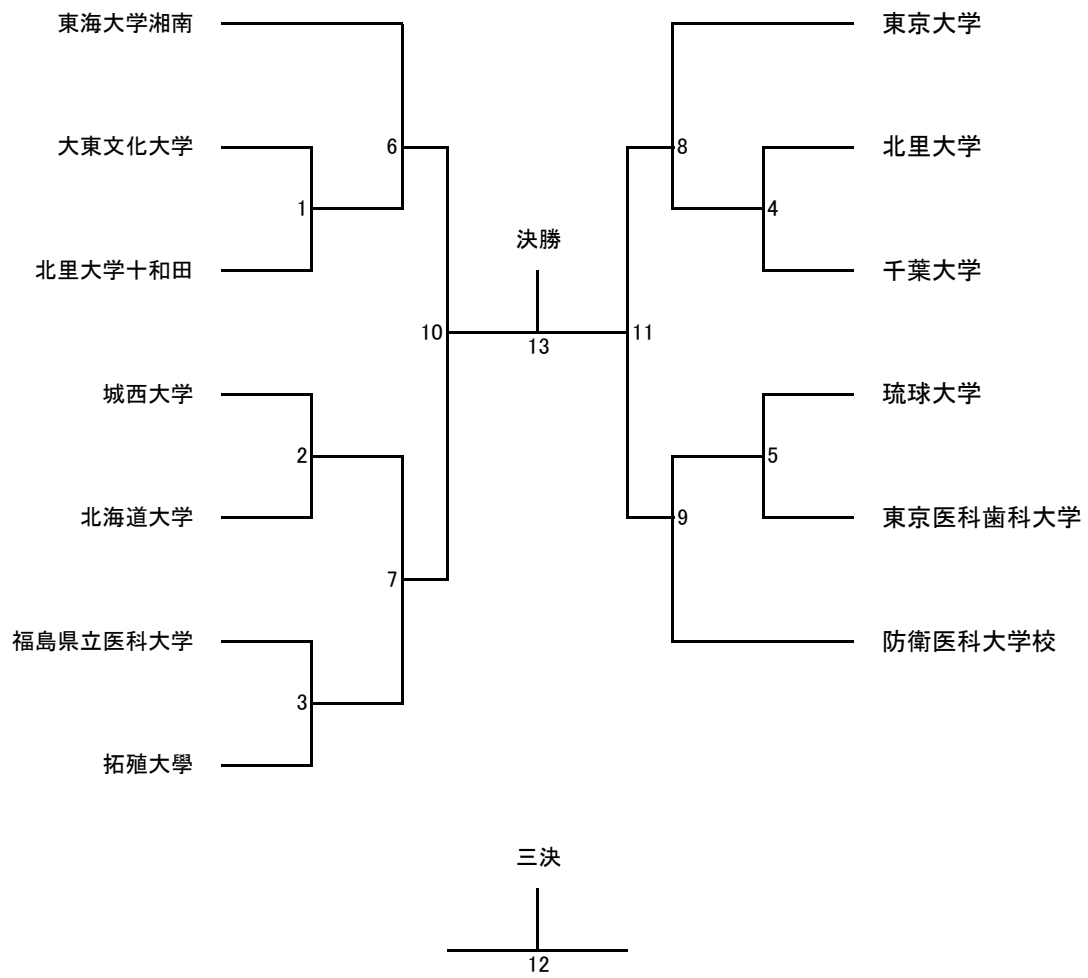 東海大学湘南
東京大学
大東文化大学
6
8
北里大学
1
4
決勝
北里大学十和田
千葉大学
10
11
13
城西大学
琉球大学
2
5
北海道大学
9
東京医科歯科大学
7
福島県立医科大学
防衛医科大学校
3
拓殖大學
三決
12